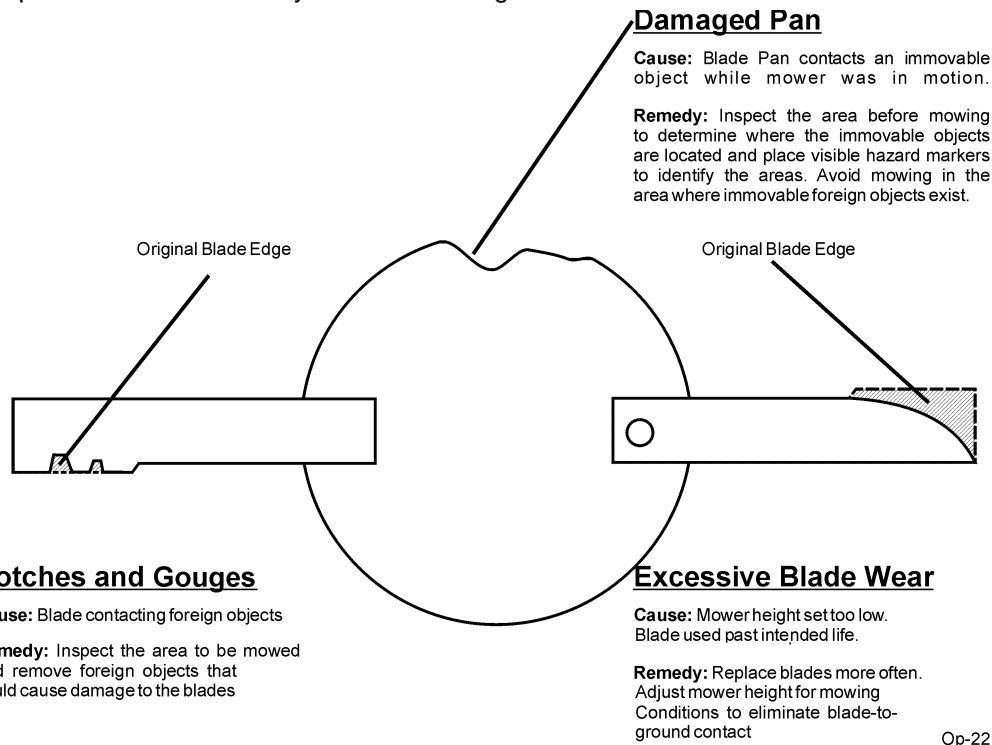 Damaged Pan
Cause: Blade Pan contacts an immovable
object while mower was in motion.
Remedy: Inspect the area before mowing
to determine where the immovable objects
are located and place visible hazard markers
to identify the areas. Avoid mowing in the
area where immovable foreign objects exist.
Original Blade Edge
Original Blade Edge
otches and Gouges
use: Blade contacting foreign objects
medy: Inspect the area to be mowed
d remove foreign objects that
uld cause damage to the blades
Excessive Blade Wear
Cause: Mower height set too low.
Blade used past intended life.
Remedy: Replace blades more often.
Adjust mower height for mowing
Conditions to eliminate blade-to-
ground contact
Op-22